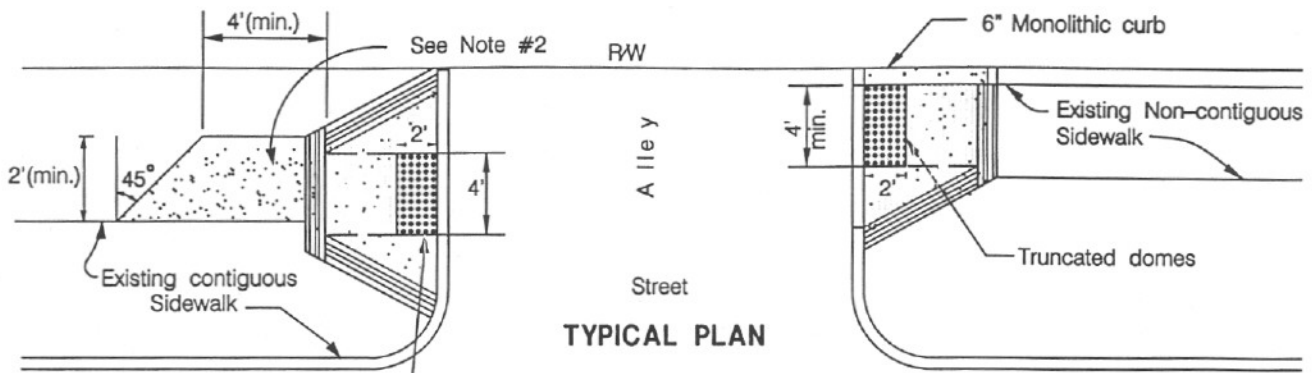 4'(min.)
See Note #2
R/W
6" Monolithic curb
2'(min.)
45°
2'
4'
Alley
4'
min.
2'
Existing Non-contiguous
Sidewalk
Truncated domes
Existing contiguous
Sidewalk
Street
TYPICAL PLAN